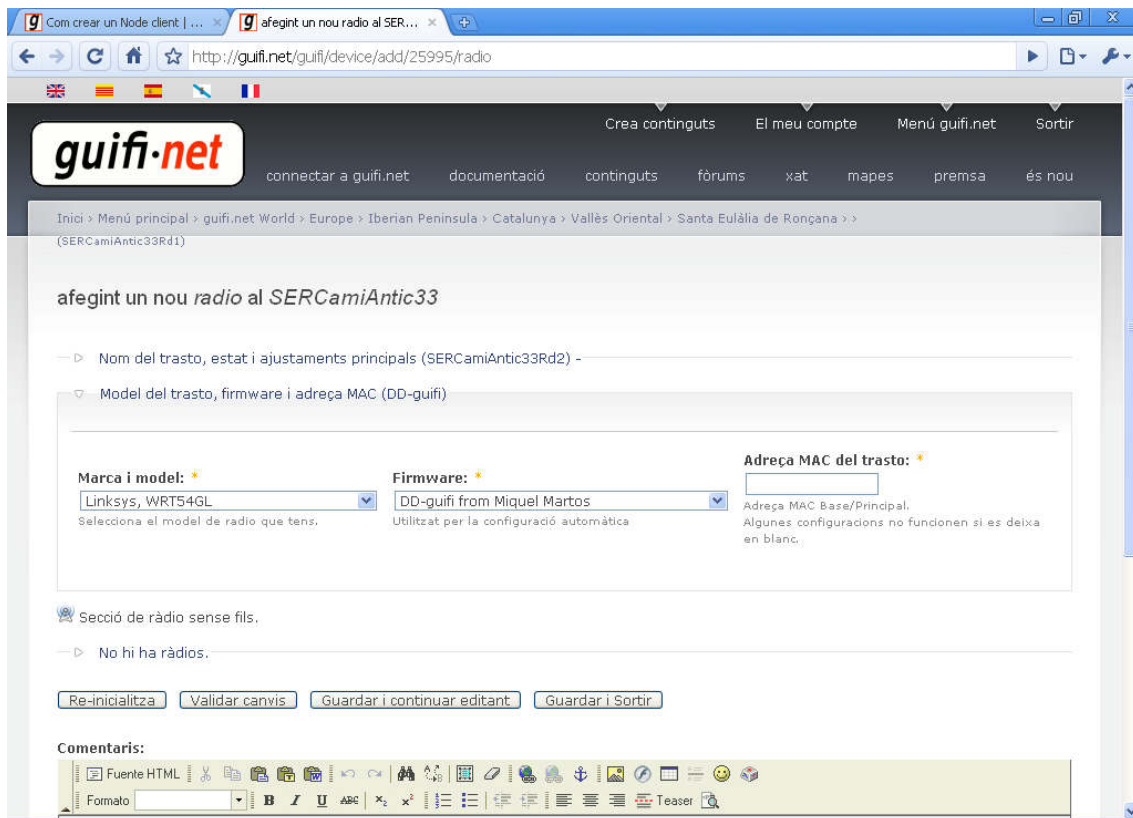 Com crear un Node client | ...
afegint un nou radio al SER...
http://guifi.net/guifi/device/add/25995/radio
Crea continguts El meu compte Menú guifi.net Sortir
guifi·net
connectar a guifi.net documentació continguts fòrums xat mapes premsa és nou
Inici › Menú principal › guifi.net World › Europe › Iberian Peninsula › Catalunya › Vallès Oriental › Santa Eulàlia de Ronçana › ›
(SERCamiAntic33Rd1)
afegint un nou radio al SERCamiAntic33
Nom del trasto, estat i ajustaments principals (SERCamiAntic33Rd2) -
Model del trasto, firmware i adreça MAC (DD-guifi)
Marca i model: *
Linksys, WRT54GL
Selecciona el model de radio que tens.
Firmware: *
DD-guifi from Miquel Martos
Utilitzat per la configuració automàtica
Adreça MAC del trasto: *
Adreça MAC Base/Principal.
Algunes configuracions no funcionen si es deixa
en blanc.
Secció de ràdio sense fils.
No hi ha ràdios.
Re-inicialitza Validar canvis Guardar i continuar editant Guardar i Sortir
Comentaris:
Fuente HTML
Formato B I U ABC x₂ x² Teaser